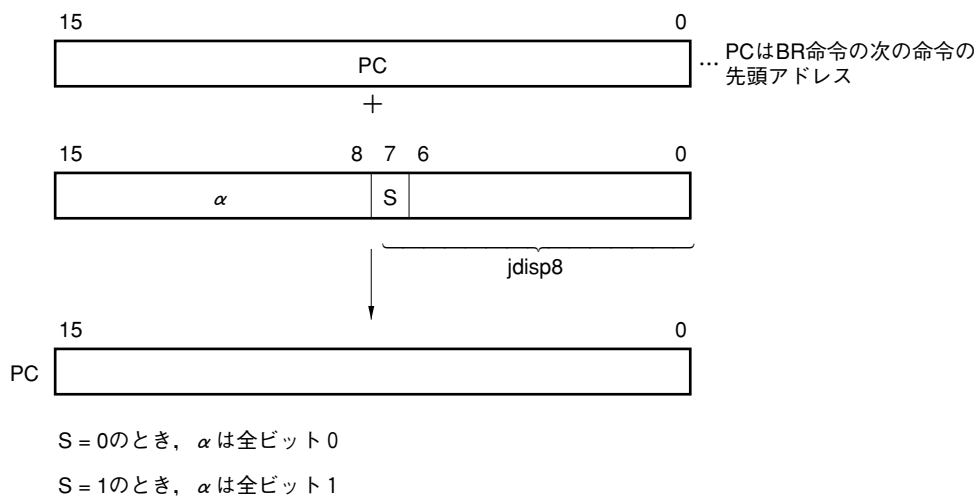 15 0
PC
... PCはBR命令の次の命令の
先頭アドレス
+
15 8 7 6 0
α S
jdisp8
15 0
PC
S = 0のとき，α は全ビット 0
S = 1のとき，α は全ビット 1